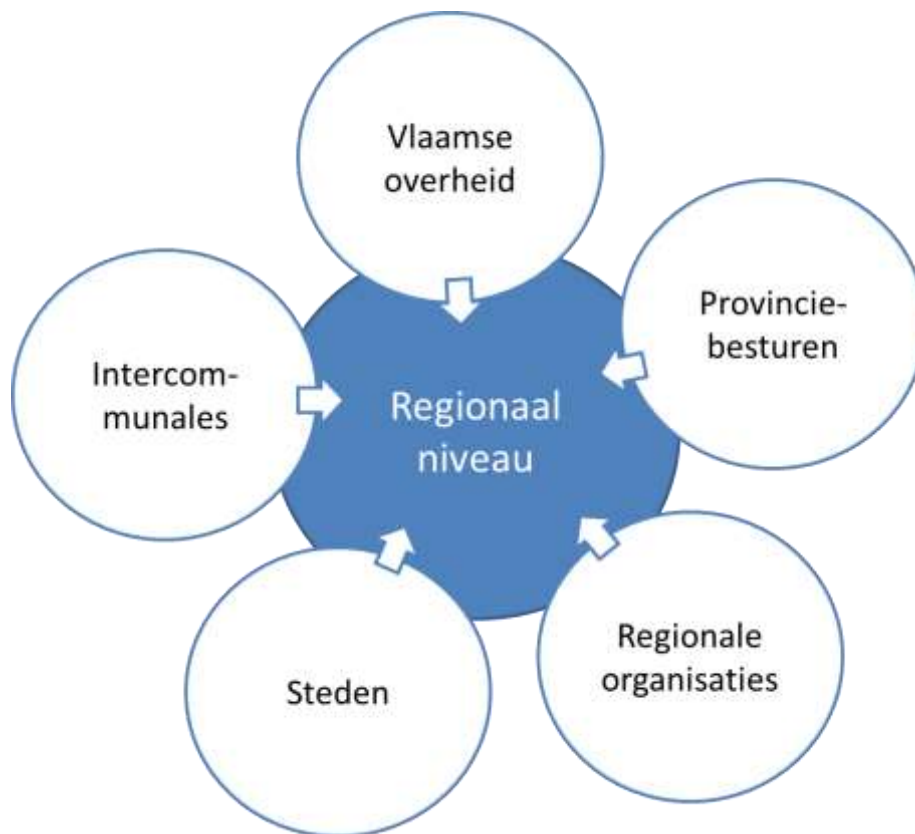 Vlaamse
overheid
Provincie-
besturen
Intercom-
munales
Regionaal
niveau
Regionale
organisaties
Steden